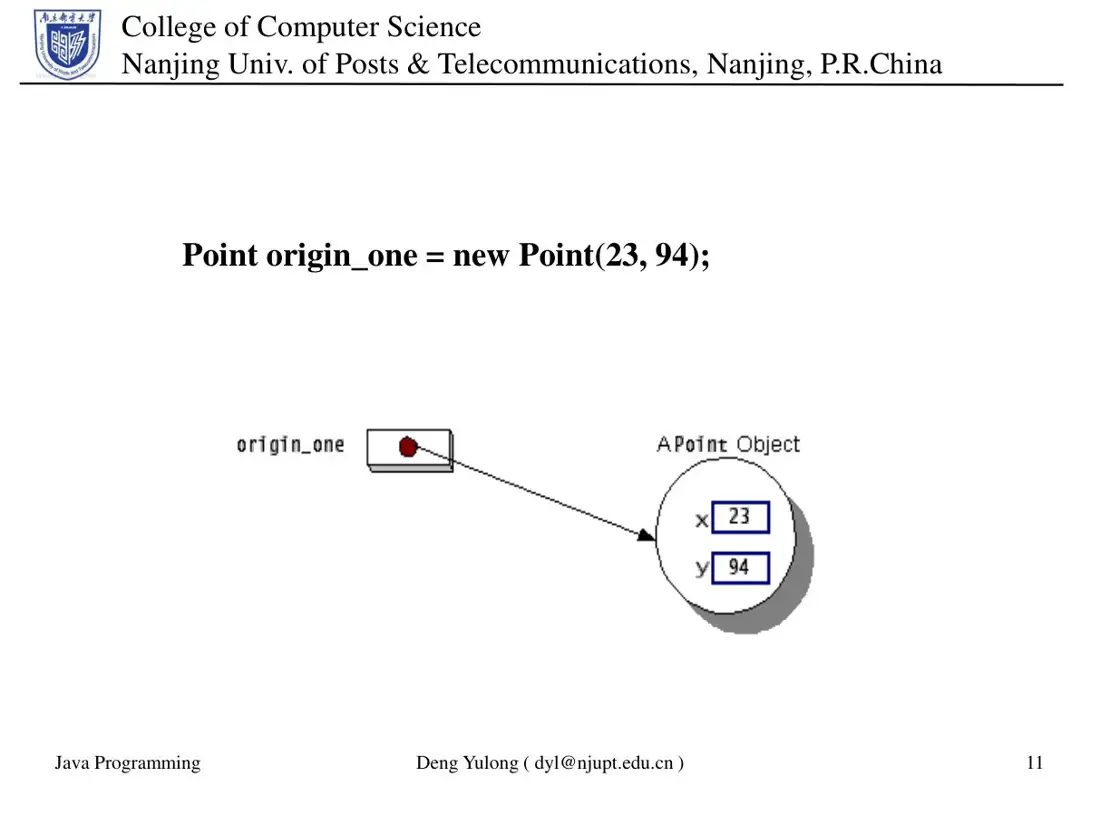 College of Computer Science
Nanjing Univ. of Posts & Telecommunications, Nanjing, P.R.China
Point origin_one = new Point(23, 94);
origin_one
A Point Object
x 23
y 94
Java Programming
Deng Yulong ( dyl@njupt.edu.cn )
11